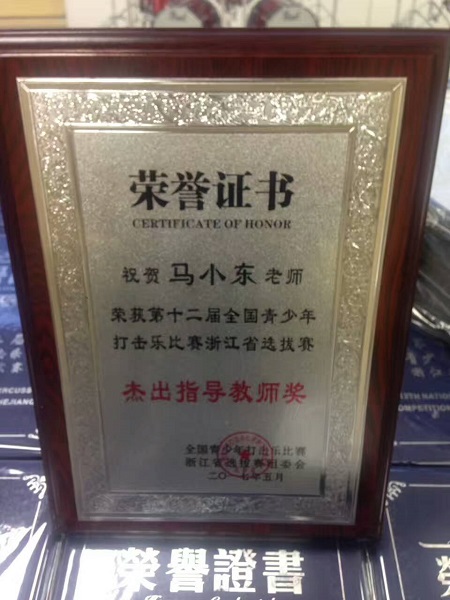 荣誉证书
CERTIFICATE OF HONOR
祝贺 马小东 老师
荣获第十二届全国青少年
打击乐比赛浙江省选拔赛
杰出指导教师奖
全国青少年打击乐比赛
浙江省选拔赛组委会
二〇一七年五月
榮譽證書